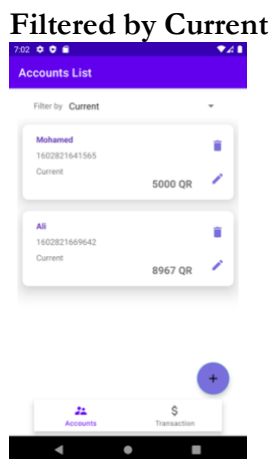 Filtered by Current
7:02
Accounts List
Filter by Current
Mohamed
1602821641565
Current
5000 QR
Ali
1602821669642
Current
8967 QR
+
Accounts
$
Transaction